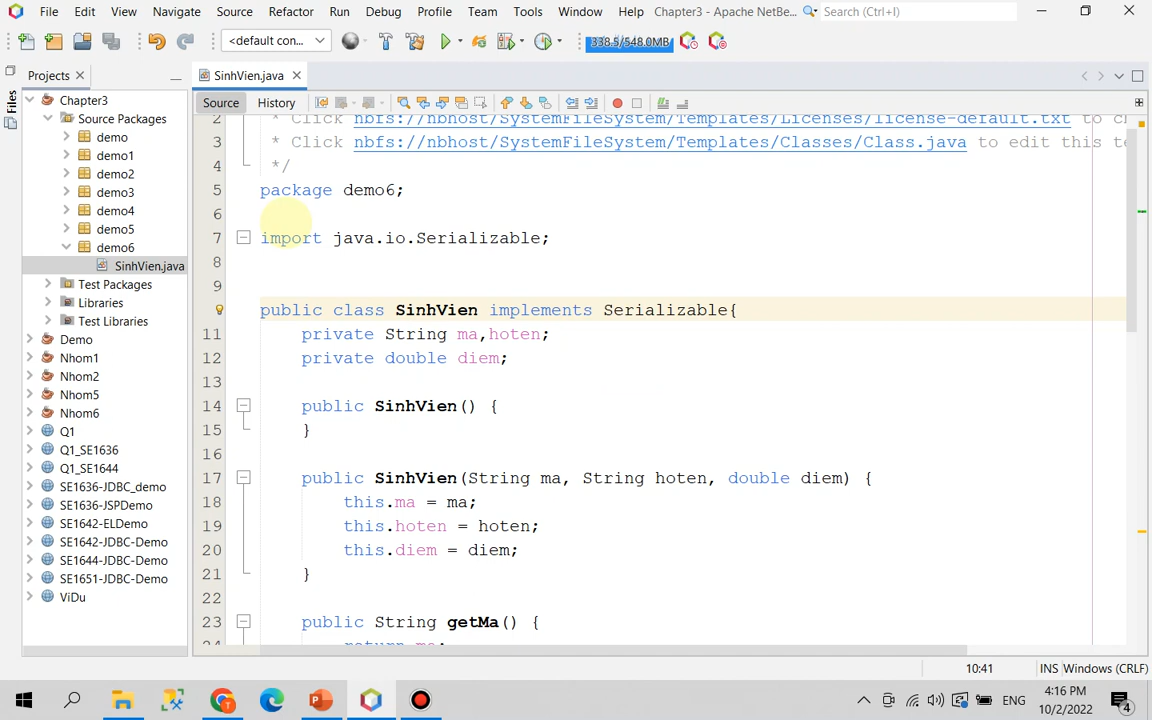 File Edit View Navigate Source Refactor Run Debug Profile Team Tools Window Help Chapter3 - Apache NetBe... Search (Ctrl+I)
<default con... 338.5/548.0MB
Files
Projects SinhVien.java
Chapter3
Source Packages
demo
demo1
demo2
demo3
demo4
demo5
demo6
SinhVien.java
Test Packages
Libraries
Test Libraries
Demo
Nhom1
Nhom2
Nhom5
Nhom6
Q1
Q1_SE1636
Q1_SE1644
SE1636-JDBC_demo
SE1636-JSPDemo
SE1642-ELDemo
SE1642-JDBC-Demo
SE1644-JDBC-Demo
SE1651-JDBC-Demo
ViDu
Source History
2 * Click nbfs://nbhost/SystemFileSystem/Templates/Licenses/license-default.txt to
3 * Click nbfs://nbhost/SystemFileSystem/Templates/Classes/Class.java to edit this
4 */
5 package demo6;
6
7 import java.io.Serializable;
8
9
public class SinhVien implements Serializable{
11 private String ma,hoten;
12 private double diem;
13
14 public SinhVien() {
15 }
16
17 public SinhVien(String ma, String hoten, double diem) {
18 this.ma = ma;
19 this.hoten = hoten;
20 this.diem = diem;
21 }
22
23 public String getMa() {
24 return ma;
10:41 INS Windows (CRLF)
ENG 4:16 PM
10/2/2022 4